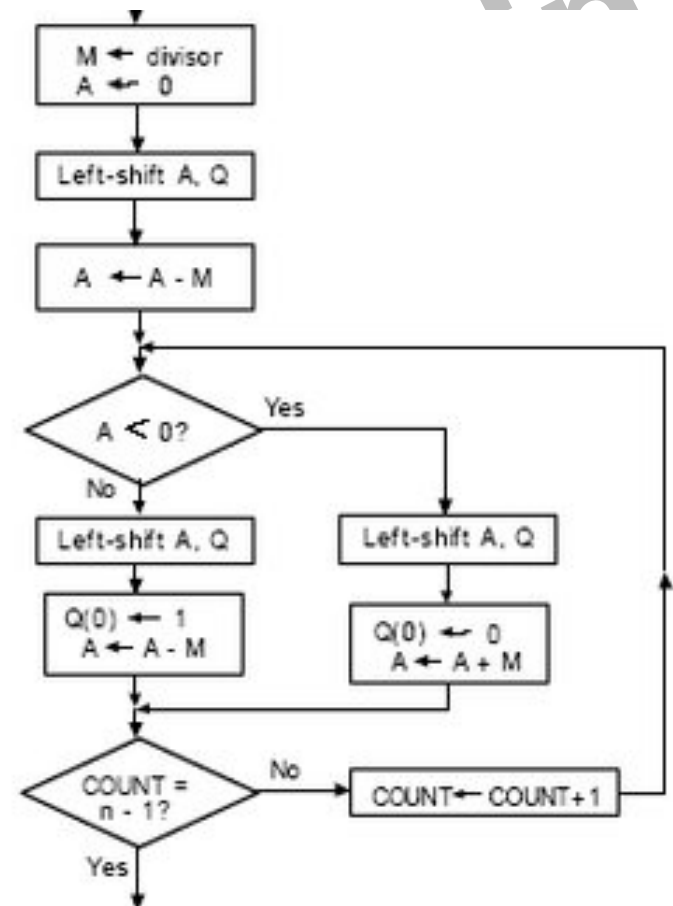 M ← divisor
A ← 0
Left-shift A, Q
A ← A - M
A < 0?
Yes
No
Left-shift A, Q
Left-shift A, Q
Q(0) ← 1
A ← A - M
Q(0) ← 0
A ← A + M
COUNT =
n - 1?
No
COUNT ← COUNT+1
Yes